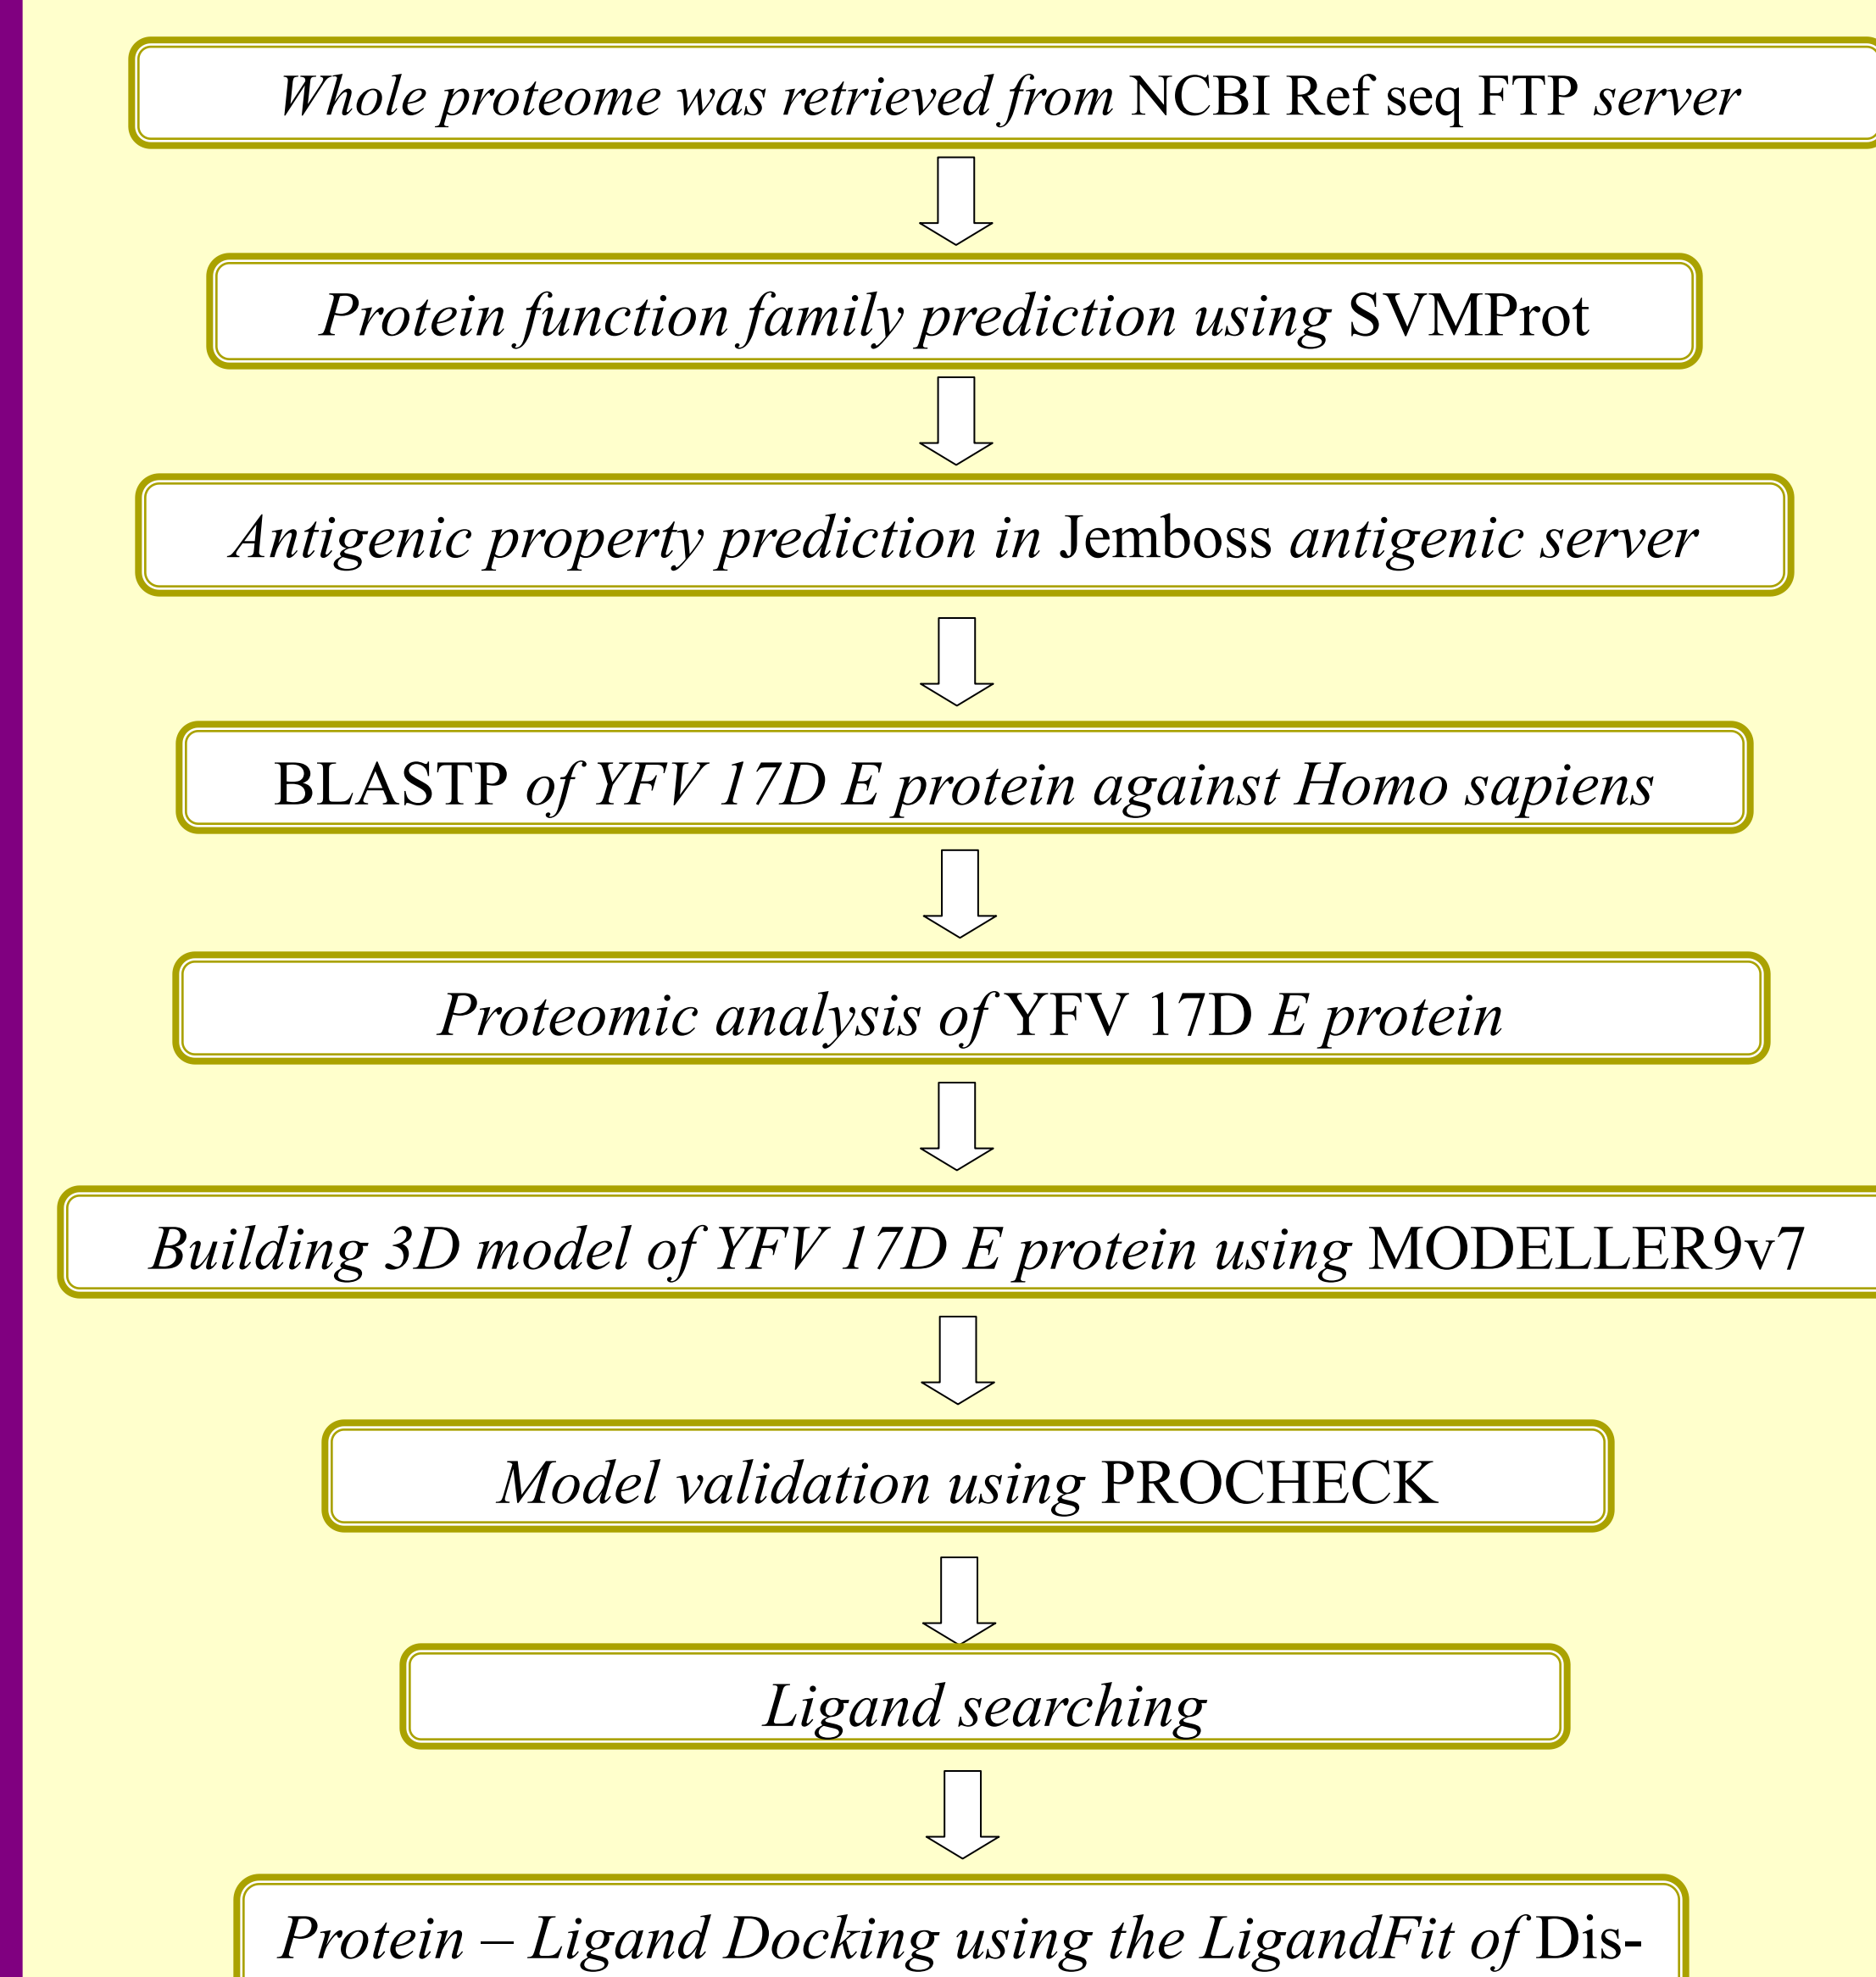 Whole proteome was retrieved from NCBI Ref seq FTP server
Protein function family prediction using SVMProt
Antigenic property prediction in Jemboss antigenic server
BLASTP of YFV 17D E protein against Homo sapiens
Proteomic analysis of YFV 17D E protein
Building 3D model of YFV 17D E protein using MODELLER9v7
Model validation using PROCHECK
Ligand searching
Protein – Ligand Docking using the LigandFit of Dis-